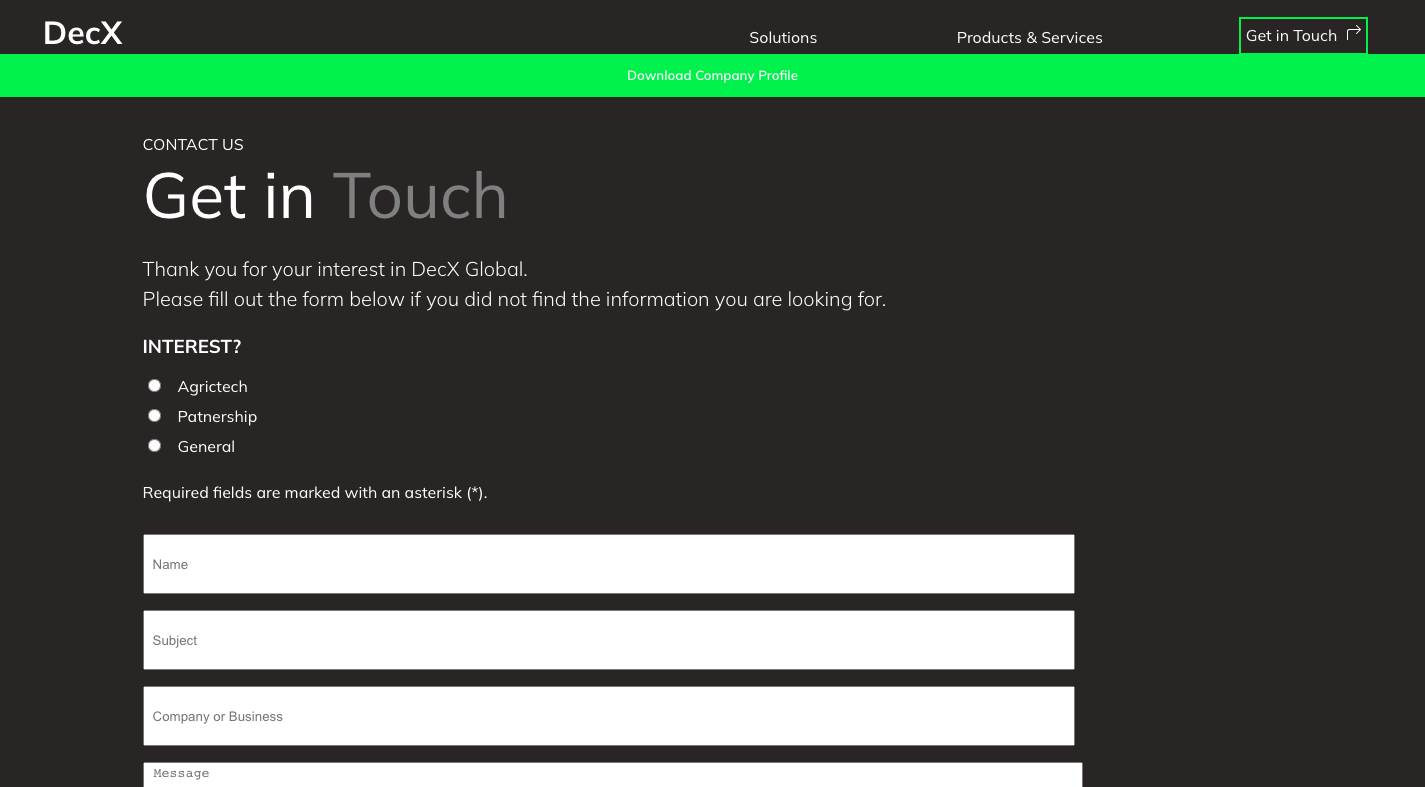 DecX
Solutions
Products & Services
Get in Touch
Download Company Profile
CONTACT US
Get in Touch
Thank you for your interest in DecX Global.
Please fill out the form below if you did not find the information you are looking for.
INTEREST?
Agrictech
Patnership
General
Required fields are marked with an asterisk (*).
Name
Subject
Company or Business
Message